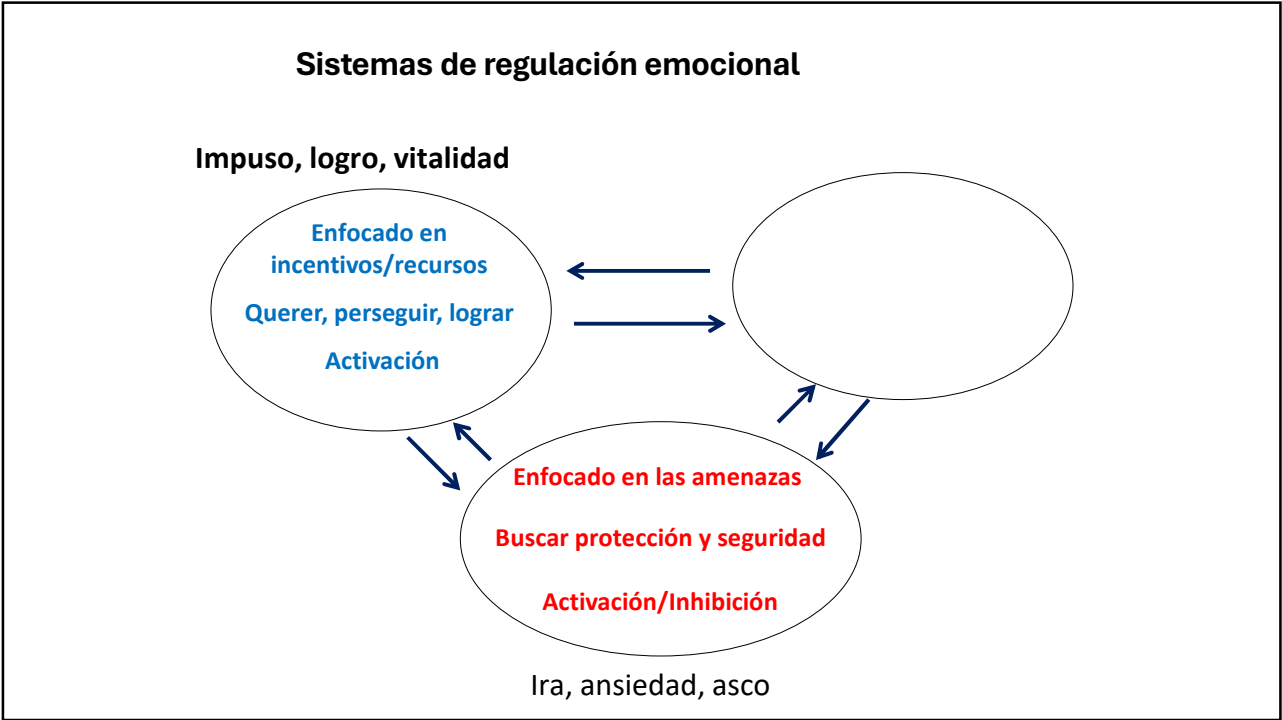 Sistemas de regulación emocional
Impuso, logro, vitalidad
Enfocado en
incentivos/recursos
Querer, perseguir, lograr
Activación
Enfocado en las amenazas
Buscar protección y seguridad
Activación/Inhibición
Ira, ansiedad, asco